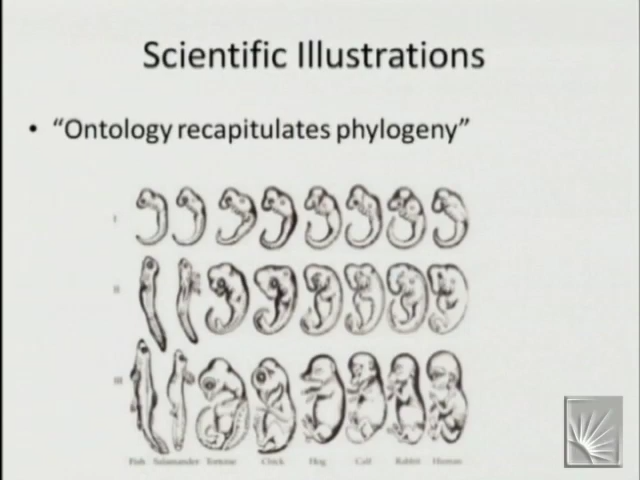 Scientific Illustrations
• “Ontology recapitulates phylogeny”
I
II
III
Fish Salamander Tortoise Chick Hog Calf Rabbit Human